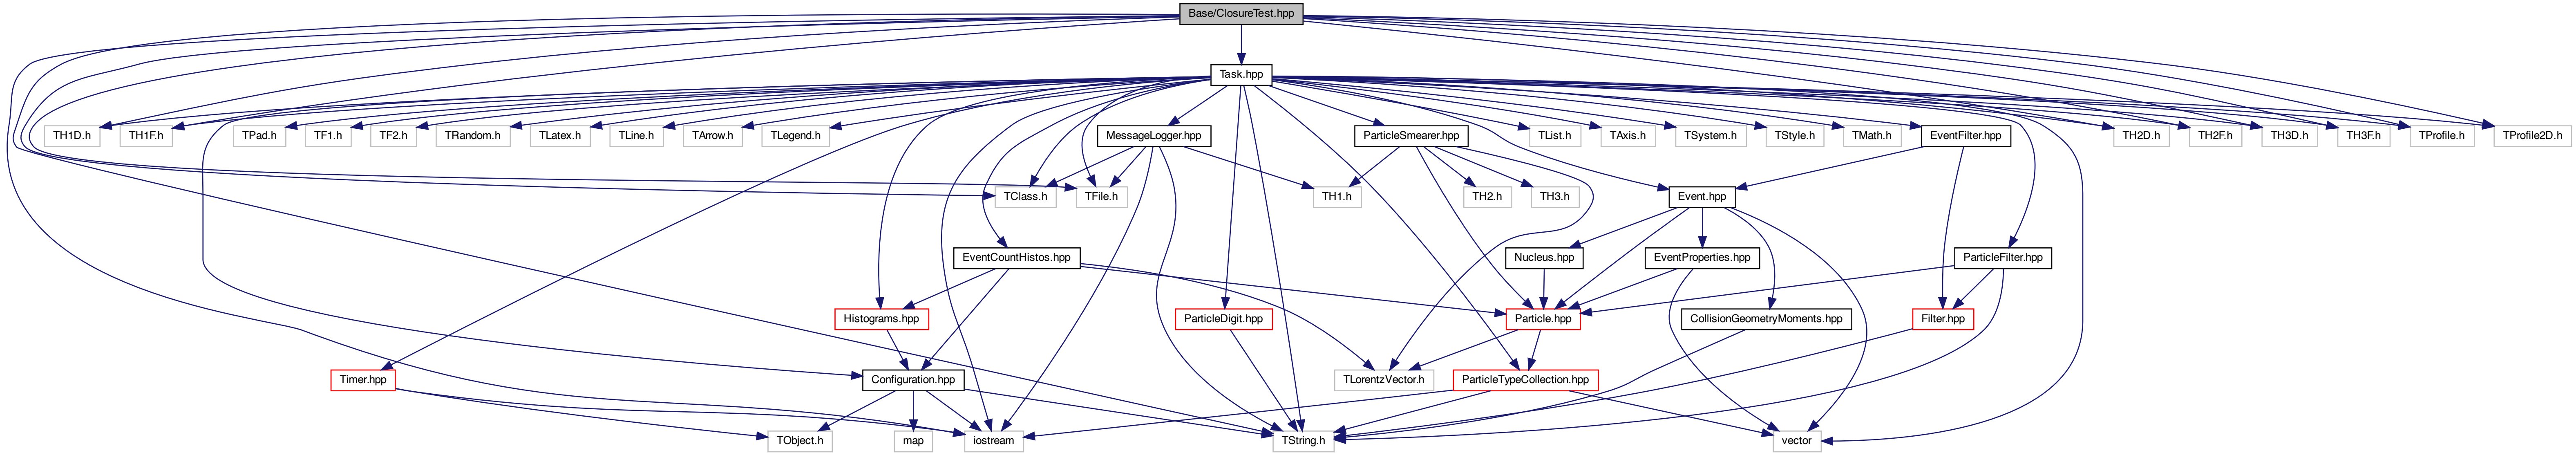 Base/ClosureTest.hpp
Task.hpp
TH1D.h
TH1F.h
TPad.h
TF1.h
TF2.h
TRandom.h
TLatex.h
TLine.h
TArrow.h
TLegend.h
MessageLogger.hpp
ParticleSmearer.hpp
TList.h
TAxis.h
TSystem.h
TStyle.h
TMath.h
EventFilter.hpp
TH2D.h
TH2F.h
TH3D.h
TH3F.h
TProfile.h
TProfile2D.h
TClass.h
TFile.h
TH1.h
TH2.h
TH3.h
Event.hpp
EventCountHistos.hpp
Nucleus.hpp
EventProperties.hpp
ParticleFilter.hpp
Histograms.hpp
ParticleDigit.hpp
Particle.hpp
CollisionGeometryMoments.hpp
Filter.hpp
Timer.hpp
Configuration.hpp
TLorentzVector.h
ParticleTypeCollection.hpp
TObject.h
map
iostream
TString.h
vector